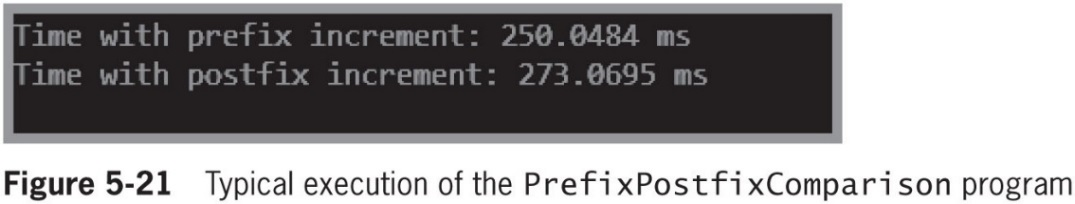 Time with prefix increment: 250.0484 ms
Time with postfix increment: 273.0695 ms
Figure 5-21 Typical execution of the PrefixPostfixComparison program